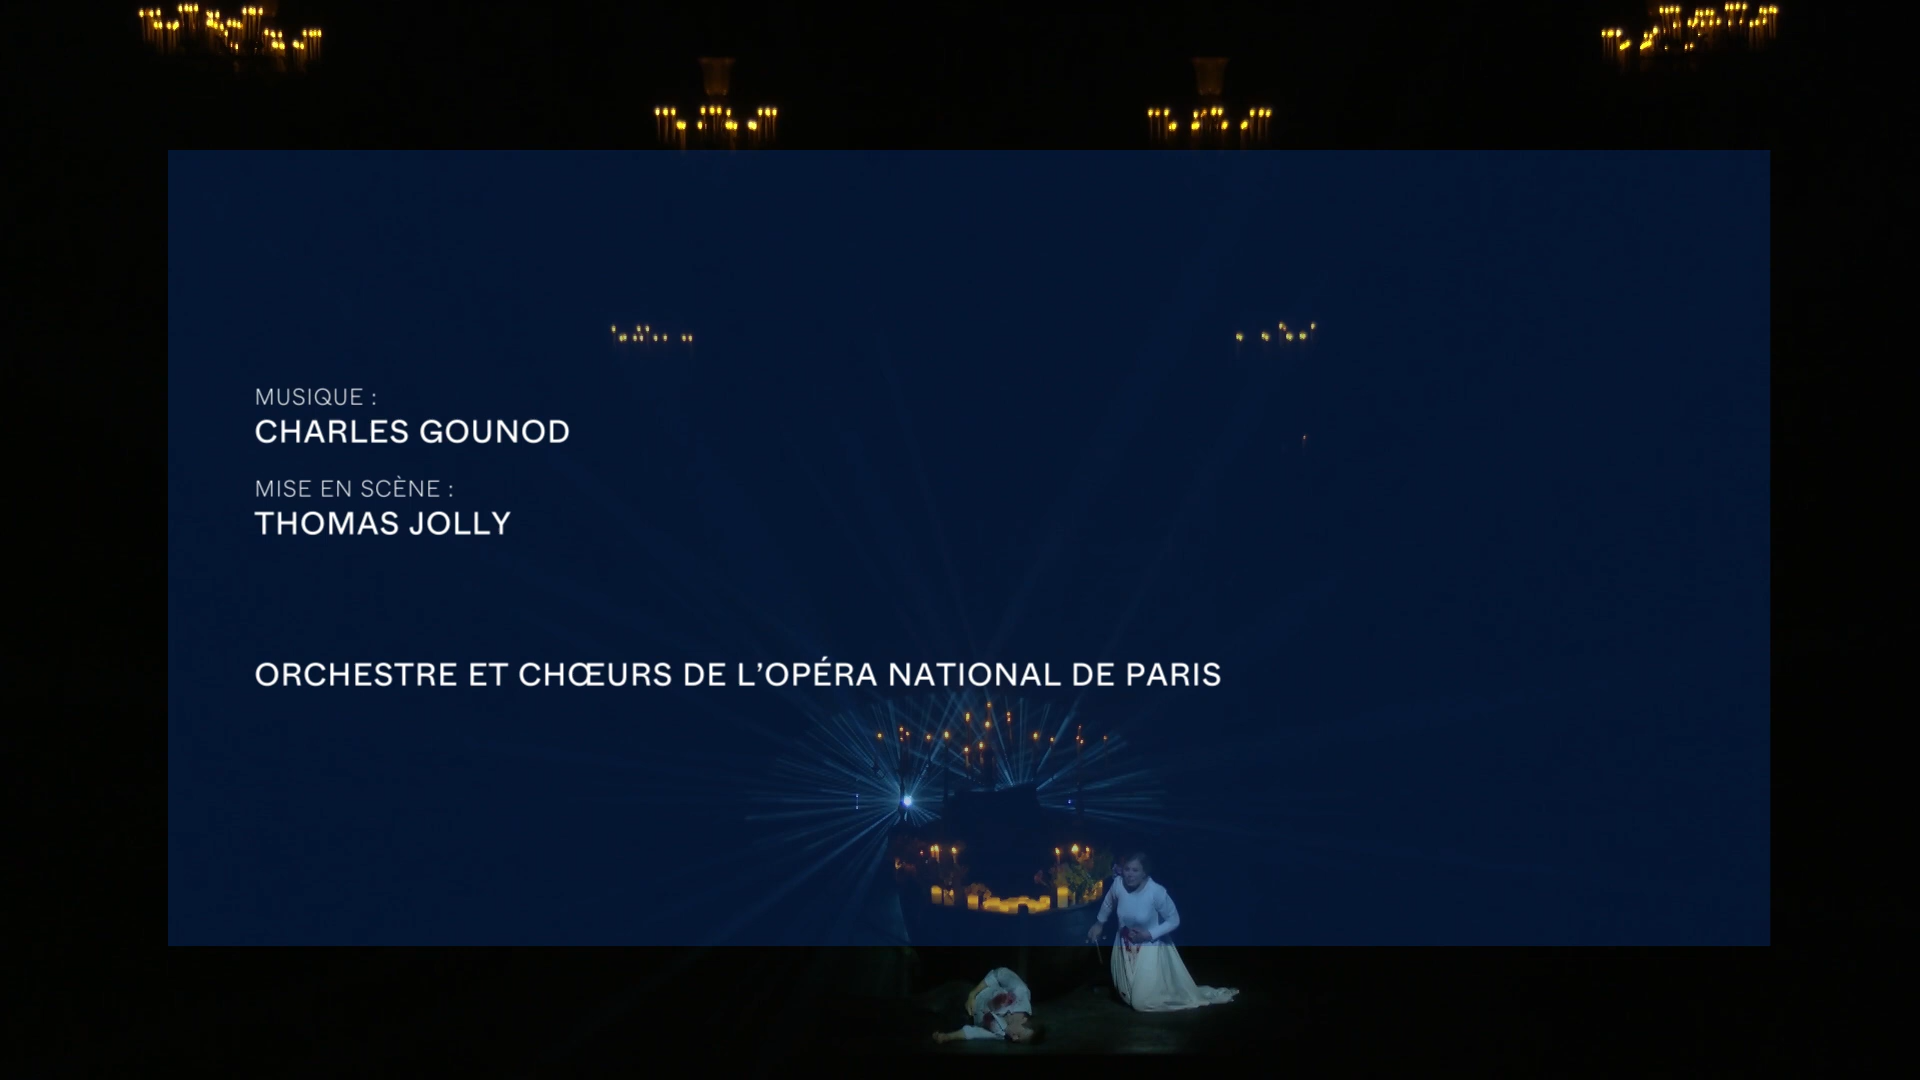 MUSIQUE :
CHARLES GOUNOD
MISE EN SCÈNE :
THOMAS JOLLY
ORCHESTRE ET CHŒURS DE L’OPÉRA NATIONAL DE PARIS